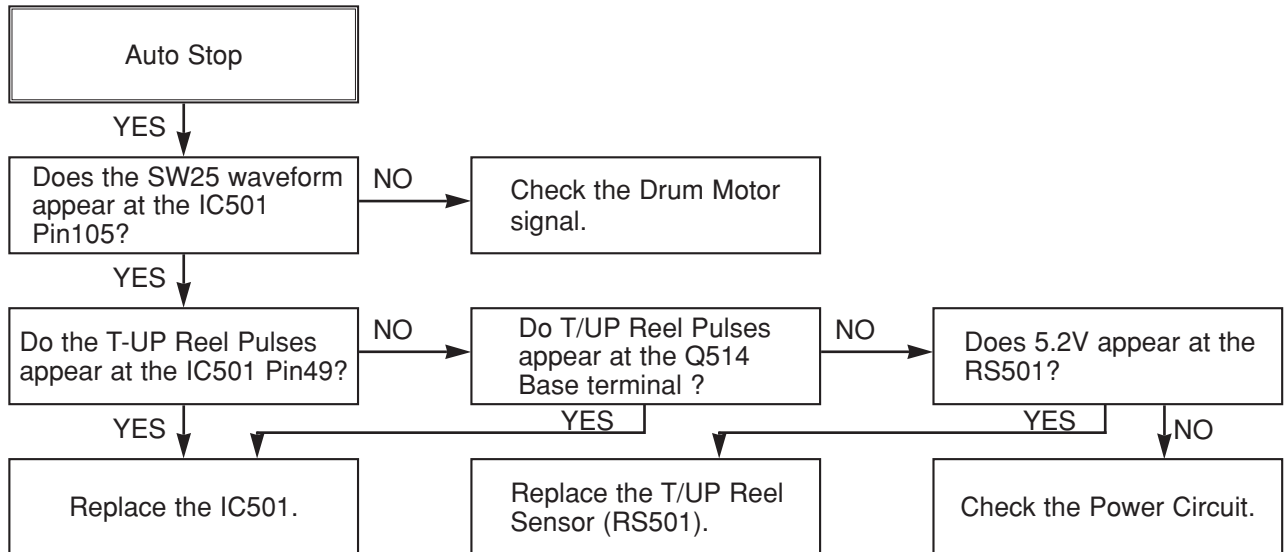 Auto Stop
YES
Does the SW25 waveform
appear at the IC501
Pin105?
NO
Check the Drum Motor
signal.
YES
Do the T-UP Reel Pulses
appear at the IC501 Pin49?
NO
Do T/UP Reel Pulses
appear at the Q514
Base terminal ?
NO
Does 5.2V appear at the
RS501?
YES
YES
YES
NO
Replace the IC501.
Replace the T/UP Reel
Sensor (RS501).
Check the Power Circuit.